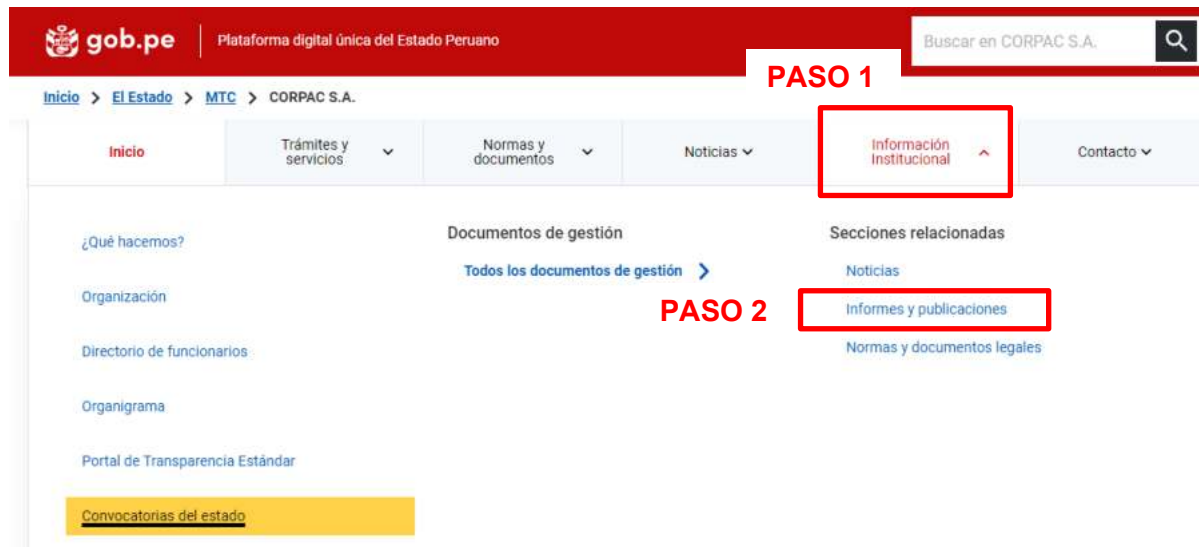 gob.pe
Plataforma digital única del Estado Peruano
Buscar en CORPAC S.A.
PASO 1
Inicio > El Estado > MTC > CORPAC S.A.
Inicio
Trámites y
servicios
Normas y
documentos
Noticias
Información
Institucional
Contacto
¿Qué hacemos?
Organización
Directorio de funcionarios
Organigrama
Portal de Transparencia Estándar
Convocatorias del estado
Documentos de gestión
Todos los documentos de gestión
Secciones relacionadas
Noticias
PASO 2
Informes y publicaciones
Normas y documentos legales